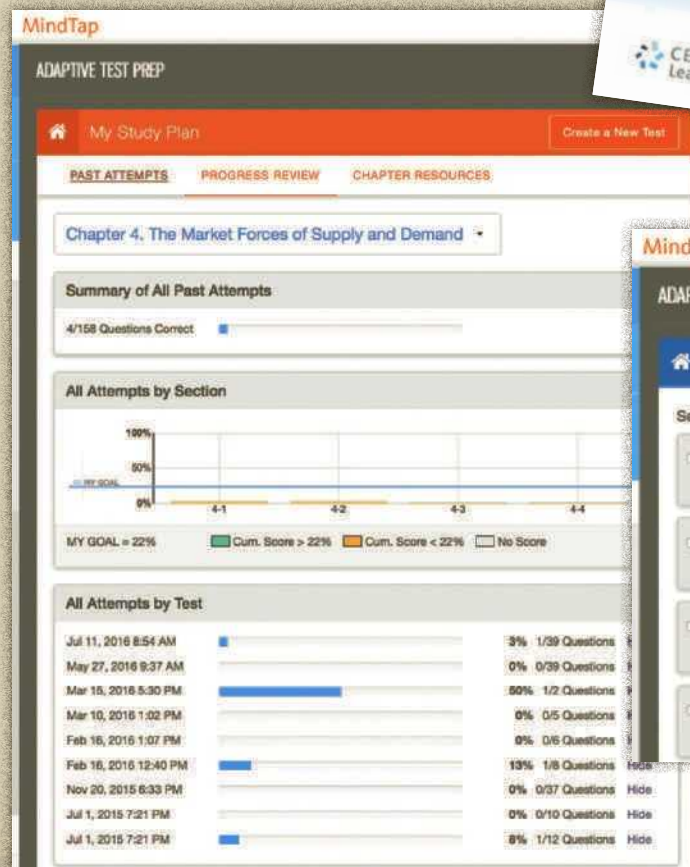 MindTap
ADAPTIVE TEST PREP
My Study Plan
Create a New Test
PAST ATTEMPTS PROGRESS REVIEW CHAPTER RESOURCES
Chapter 4, The Market Forces of Supply and Demand
Summary of All Past Attempts
4/158 Questions Correct
All Attempts by Section
100%
50%
MY GOAL
0%
4-1 4-2 4-3 4-4
MY GOAL = 22% Cum. Score > 22% Cum. Score < 22% No Score
All Attempts by Test
Jul 11, 2016 8:54 AM 3% 1/39 Questions
May 27, 2016 9:37 AM 0% 0/39 Questions
Mar 15, 2016 5:30 PM 50% 1/2 Questions
Mar 10, 2016 1:02 PM 0% 0/5 Questions
Feb 16, 2016 1:07 PM 0% 0/6 Questions
Feb 16, 2016 12:40 PM 13% 1/8 Questions Hide
Nov 20, 2015 6:33 PM 0% 0/37 Questions Hide
Jul 1, 2015 7:21 PM 0% 0/10 Questions Hide
Jul 1, 2015 7:21 PM 8% 1/12 Questions Hide